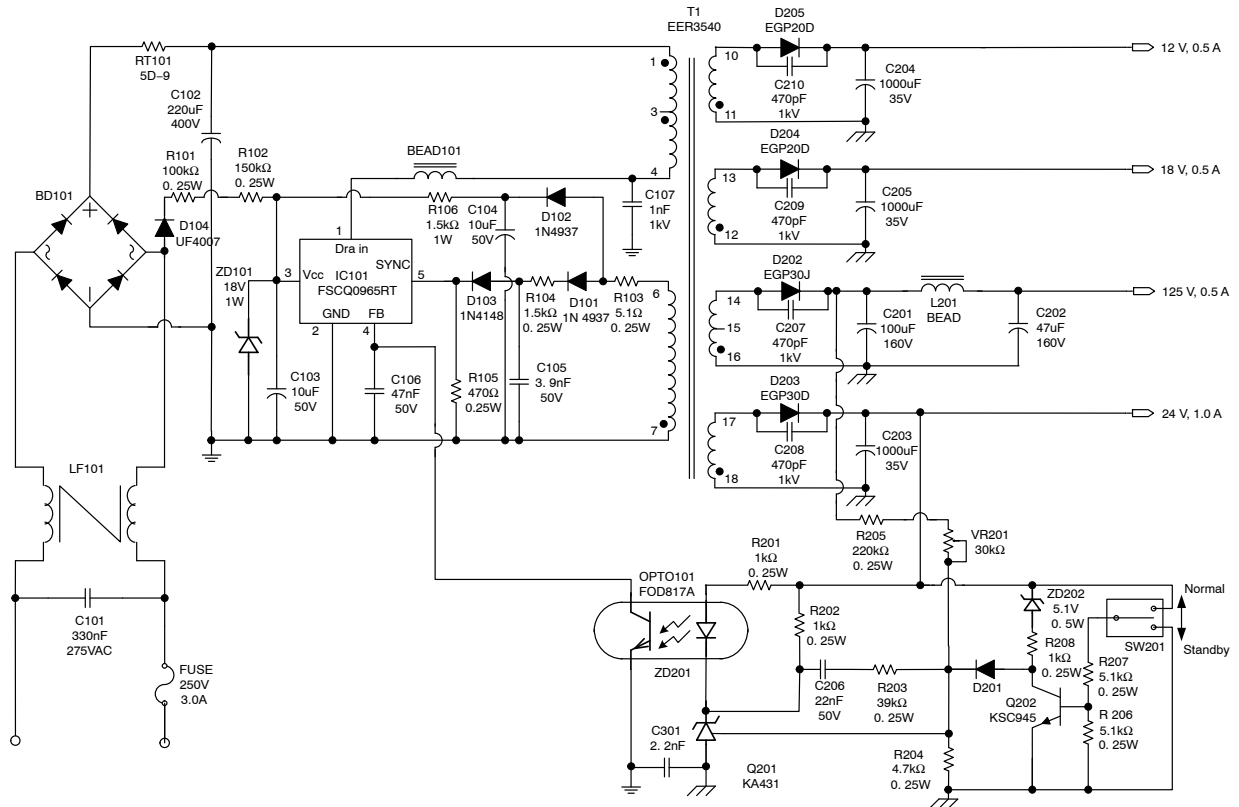 T1
EER3540
RT101
5D−9
C102
220uF
400V
R101
100kΩ
0. 25W
R102
150kΩ
0. 25W
BD101
D104
UF4007
BEAD101
1
3
4
C107
1nF
1kV
R106
1.5kΩ
1W
C104
10uF
50V
D102
1N4937
1
Dra in
SYNC
IC101
FSCQ0965RT
3
Vcc
5
GND
FB
2
4
ZD101
18V
1W
D103
1N4148
R104
1.5kΩ
0.25W
D101
1N 4937
R103
5.1Ω
0.25W
6
7
C103
10uF
50V
C106
47nF
50V
R105
470Ω
0.25W
C105
3. 9nF
50V
LF101
C101
330nF
275VAC
FUSE
250V
3.0A
D205
EGP20D
10
11
C210
470pF
1kV
C204
1000uF
35V
12 V, 0.5 A
D204
EGP20D
13
12
C209
470pF
1kV
C205
1000uF
35V
18 V, 0.5 A
D202
EGP30J
14
15
16
C207
470pF
1kV
C201
100uF
160V
L201
BEAD
C202
47uF
160V
125 V, 0.5 A
D203
EGP30D
17
18
C208
470pF
1kV
C203
1000uF
35V
24 V, 1.0 A
R205
220kΩ
0. 25W
VR201
30kΩ
OPTO101
FOD817A
R201
1kΩ
0. 25W
R202
1kΩ
0. 25W
ZD201
C206
22nF
50V
R203
39kΩ
0. 25W
D201
ZD202
5.1V
0. 5W
R208
1kΩ
0. 25W
SW201
Normal
Standby
R207
5.1kΩ
0. 25W
Q202
KSC945
R 206
5.1kΩ
0. 25W
C301
2. 2nF
Q201
KA431
R204
4.7kΩ
0. 25W